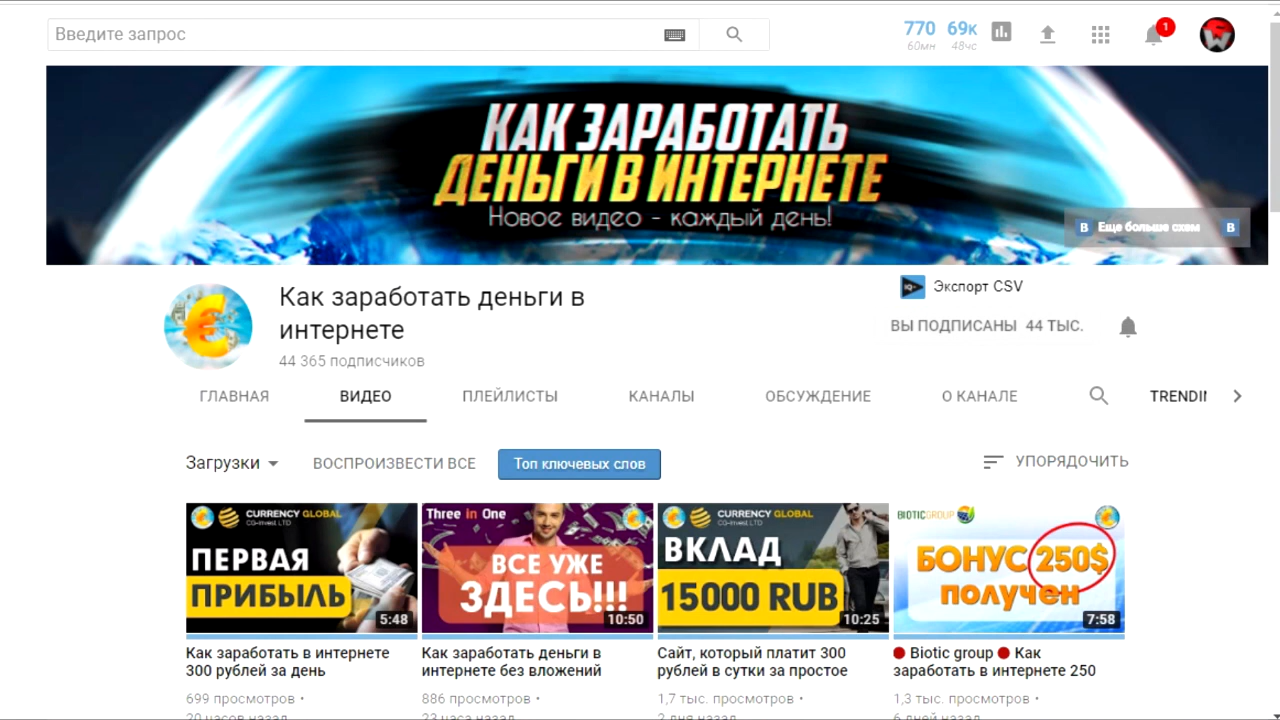 Введите запрос
770 69к
60мн 48чс
1
КАК ЗАРАБОТАТЬ
ДЕНЬГИ В ИНТЕРНЕТЕ
Новое видео - каждый день!
Еще больше схем
Как заработать деньги в
интернете
44 365 подписчиков
Экспорт CSV
ВЫ ПОДПИСАНЫ 44 ТЫС.
ГЛАВНАЯ ВИДЕО ПЛЕЙЛИСТЫ КАНАЛЫ ОБСУЖДЕНИЕ О КАНАЛЕ TRENDIN
Загрузки ВОСПРОИЗВЕСТИ ВСЕ Топ ключевых слов УПОРЯДОЧИТЬ
CURRENCY GLOBAL
CG-Invest LTD
ПЕРВАЯ
ПРИБЫЛЬ
5:48
Three in One
ВСЕ УЖЕ
ЗДЕСЬ!!!
10:50
CURRENCY GLOBAL
CG-Invest LTD
ВКЛАД
15000 RUB
10:25
BIOTICGROUP
БОНУС 250$
получен
7:58
Как заработать в интернете
300 рублей за день
699 просмотров •
20 часов назад
Как заработать деньги в
интернете без вложений
886 просмотров •
23 часа назад
Сайт, который платит 300
рублей в сутки за простое
1,7 тыс. просмотров •
2 дня назад
Biotic group Как
заработать в интернете 250
1,3 тыс. просмотров •
6 дней назад